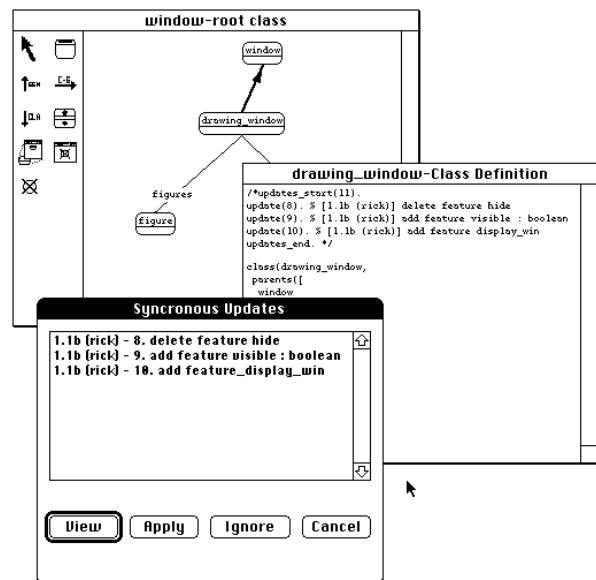 window-root class
window
GEN
C-S
CLA
drawing_window
figures
figure
drawing_window-Class Definition
/*updates_start(11).
update(8). % [1.1b (rick)] delete feature hide
update(9). % [1.1b (rick)] add feature visible : boolean
update(10). % [1.1b (rick)] add feature display_win
updates_end. */
class(drawing_window,
parents([
window
Syncronous Updates
1.1b (rick) - 8. delete feature hide
1.1b (rick) - 9. add feature visible : boolean
1.1b (rick) - 10. add feature_display_win
View
Apply
Ignore
Cancel